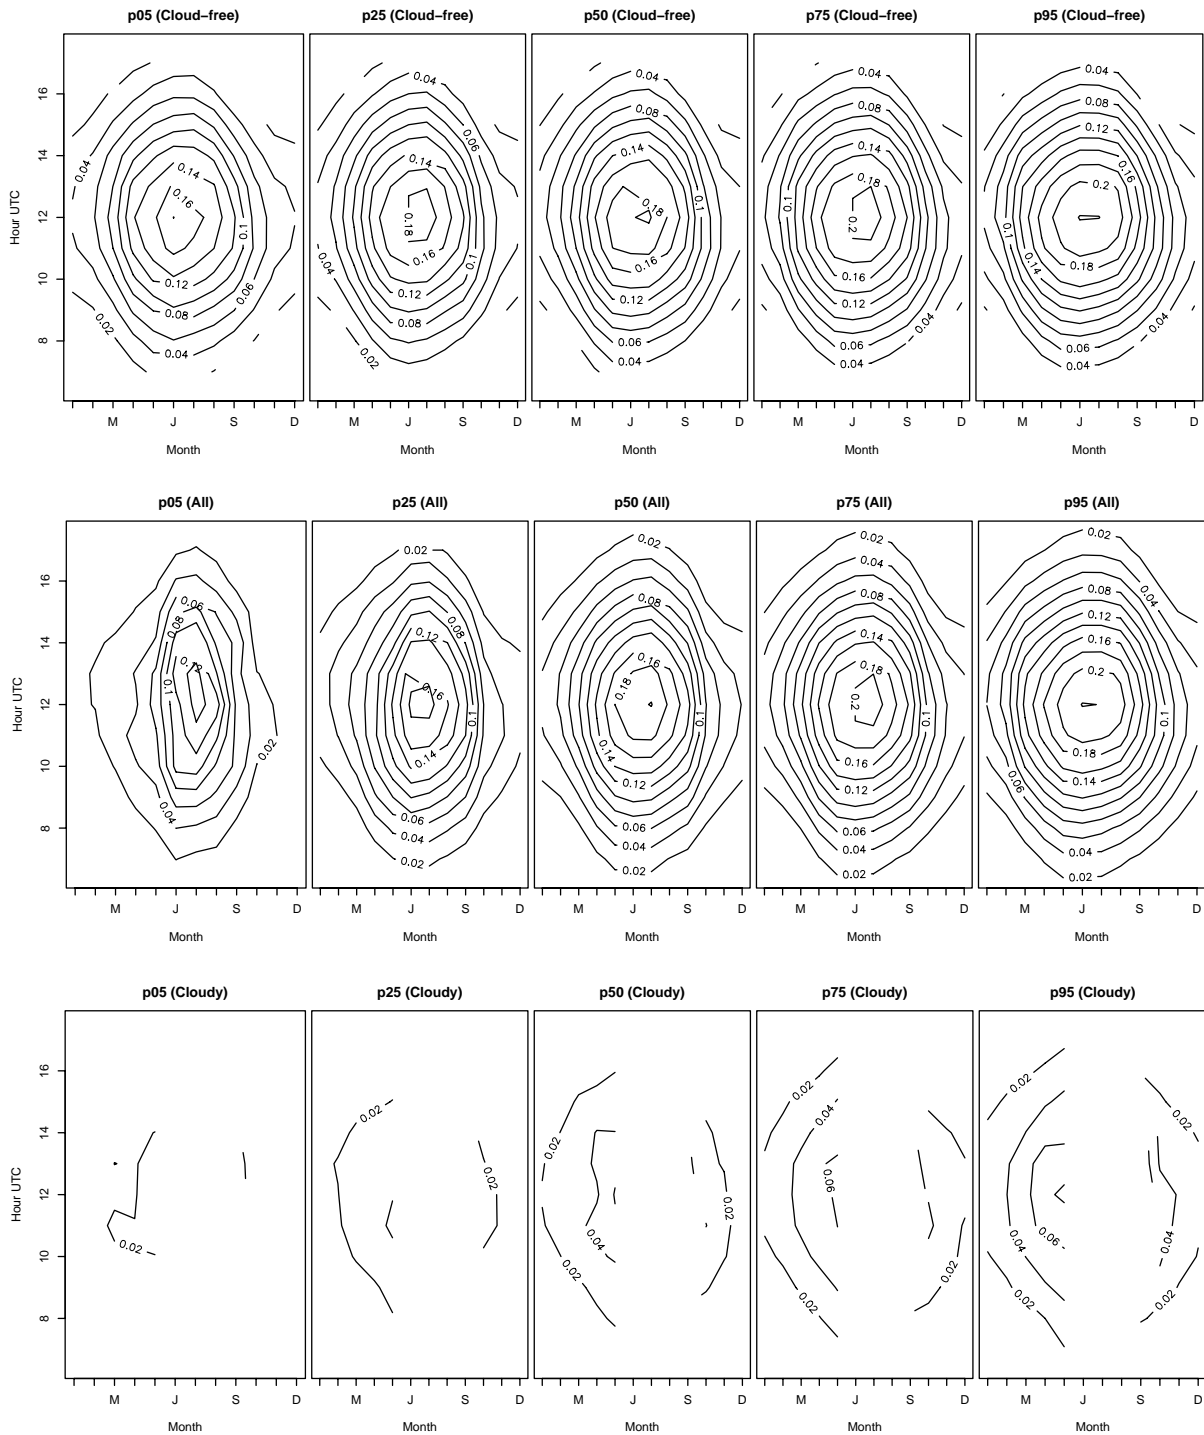 p05 (Cloud−free) p25 (Cloud−free) p50 (Cloud−free) p75 (Cloud−free) p95 (Cloud−free)
Hour UTC
16
14
12
10
8
0.04 0.14 0.16 0.1 0.12 0.06 0.08 0.02 0.04
0.04 0.06 0.14 0.18 0.16 0.1 0.04 0.12 0.08 0.02
0.04 0.08 0.14 0.18 0.1 0.16 0.12 0.06 0.04
0.04 0.08 0.14 0.18 0.1 0.2 0.16 0.12 0.04 0.06 0.04
0.04 0.08 0.12 0.16 0.2 0.1 0.18 0.14 0.04 0.06 0.04
M J S D M J S D M J S D M J S D M J S D
Month Month Month Month Month
p05 (All) p25 (All) p50 (All) p75 (All) p95 (All)
Hour UTC
16
14
12
10
8
0.06 0.08 0.12 0.1 0.02 0.04
0.02 0.08 0.12 0.16 0.1 0.14 0.06 0.04 0.02
0.02 0.08 0.16 0.18 0.1 0.14 0.12 0.06 0.04 0.02
0.02 0.04 0.08 0.14 0.18 0.2 0.1 0.16 0.12 0.06 0.04 0.02
0.02 0.04 0.08 0.12 0.16 0.2 0.1 0.18 0.14 0.06 0.04 0.02
M J S D M J S D M J S D M J S D M J S D
Month Month Month Month Month
p05 (Cloudy) p25 (Cloudy) p50 (Cloudy) p75 (Cloudy) p95 (Cloudy)
Hour UTC
16
14
12
10
8
0.02
0.02 0.02
0.02 0.02 0.04 0.02
0.02 0.04 0.06 0.02 0.02
0.02 0.02 0.04 0.06 0.04 0.02 0.02
M J S D M J S D M J S D M J S D M J S D
Month Month Month Month Month